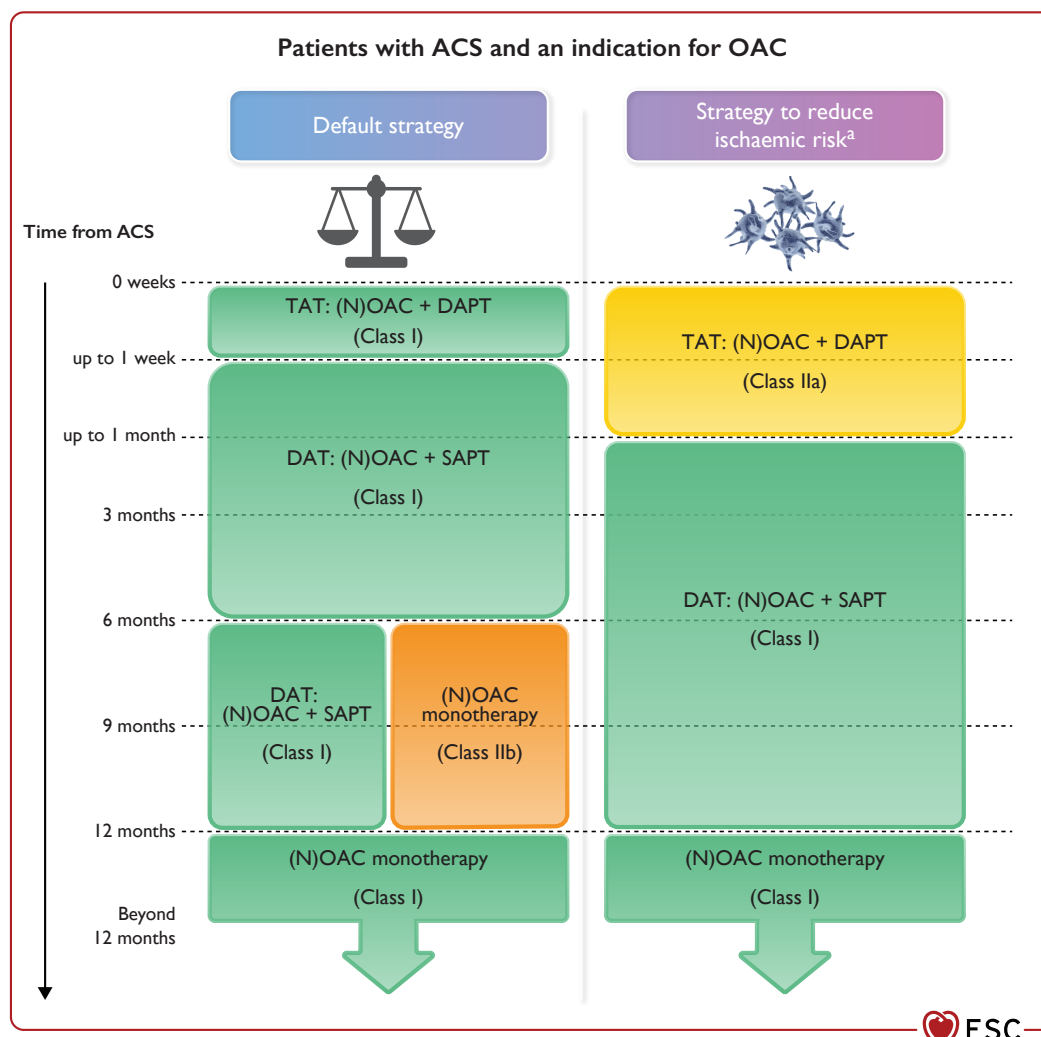 Patients with ACS and an indication for OAC
Default strategy
Strategy to reduce
ischaemic riskᵃ
Time from ACS
0 weeks
TAT: (N)OAC + DAPT
(Class I)
TAT: (N)OAC + DAPT
(Class IIa)
up to 1 week
up to 1 month
DAT: (N)OAC + SAPT
(Class I)
3 months
DAT: (N)OAC + SAPT
(Class I)
6 months
DAT:
(N)OAC + SAPT
(Class I)
(N)OAC
monotherapy
(Class IIb)
9 months
12 months
(N)OAC monotherapy
(Class I)
(N)OAC monotherapy
(Class I)
Beyond
12 months
ESC